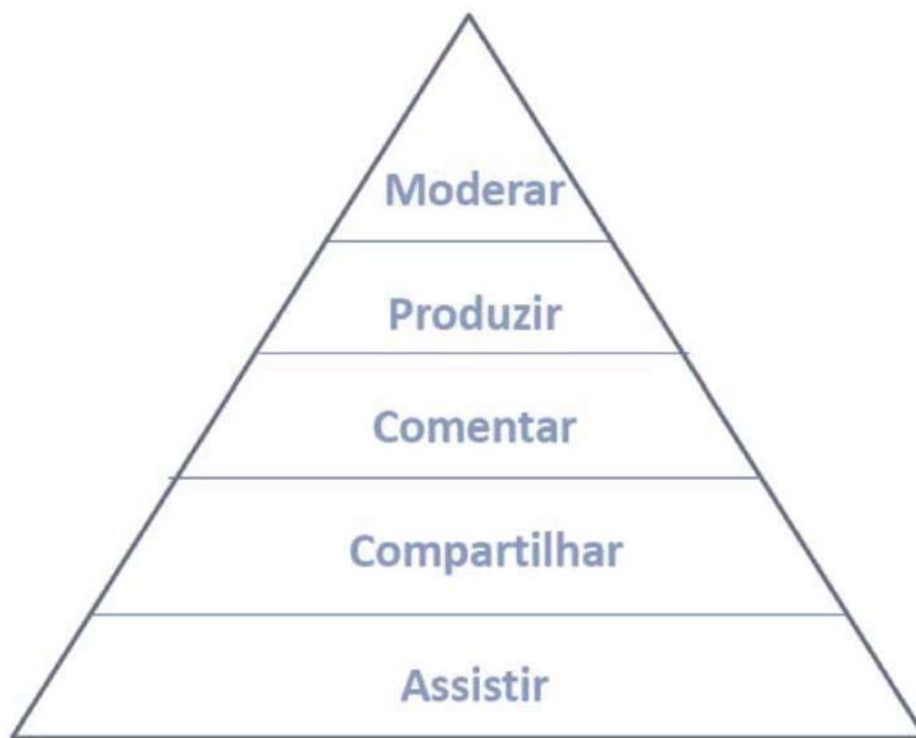 Moderar
Produzir
Comentar
Compartilhar
Assistir